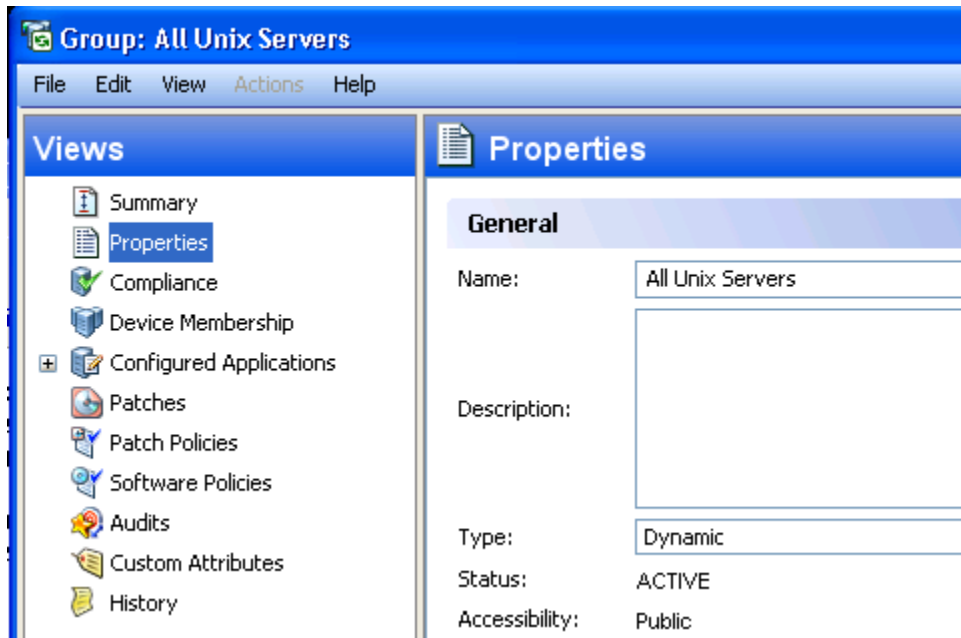 Group: All Unix Servers
File Edit View Actions Help
Views
Summary
Properties
Compliance
Device Membership
Configured Applications
Patches
Patch Policies
Software Policies
Audits
Custom Attributes
History
Properties
General
Name: All Unix Servers
Description:
Type: Dynamic
Status: ACTIVE
Accessibility: Public